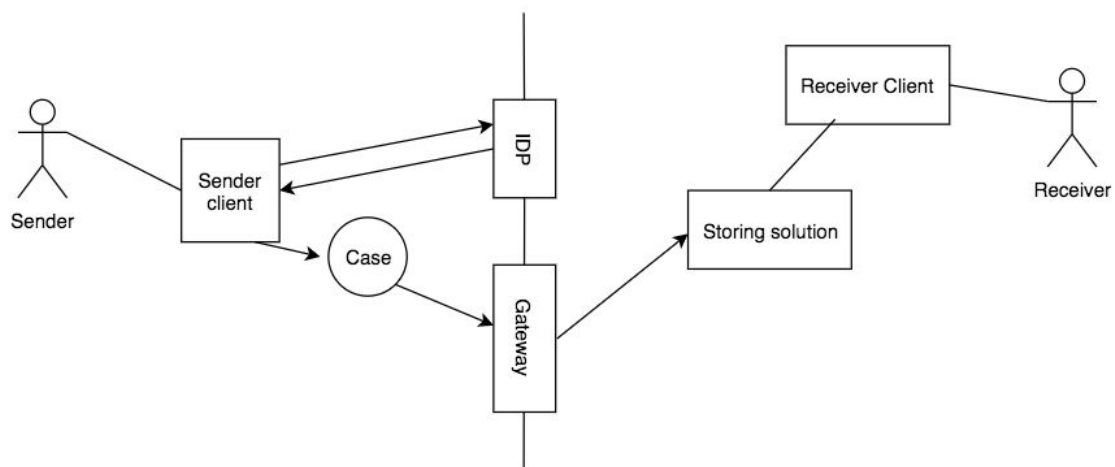 Sender
Sender
client
Case
IDP
Gateway
Storing solution
Receiver Client
Receiver